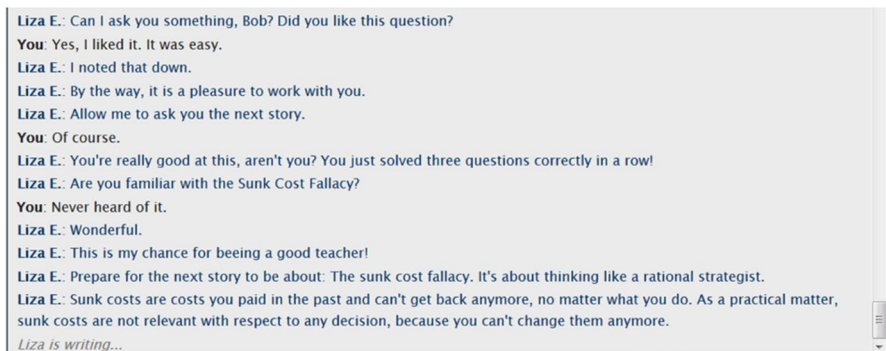 Liza E.: Can I ask you something, Bob? Did you like this question?
You: Yes, I liked it. It was easy.
Liza E.: I noted that down.
Liza E.: By the way, it is a pleasure to work with you.
Liza E.: Allow me to ask you the next story.
You: Of course.
Liza E.: You're really good at this, aren't you? You just solved three questions correctly in a row!
Liza E.: Are you familiar with the Sunk Cost Fallacy?
You: Never heard of it.
Liza E.: Wonderful.
Liza E.: This is my chance for beeing a good teacher!
Liza E.: Prepare for the next story to be about: The sunk cost fallacy. It's about thinking like a rational strategist.
Liza E.: Sunk costs are costs you paid in the past and can't get back anymore, no matter what you do. As a practical matter,
sunk costs are not relevant with respect to any decision, because you can't change them anymore.
Liza is writing...